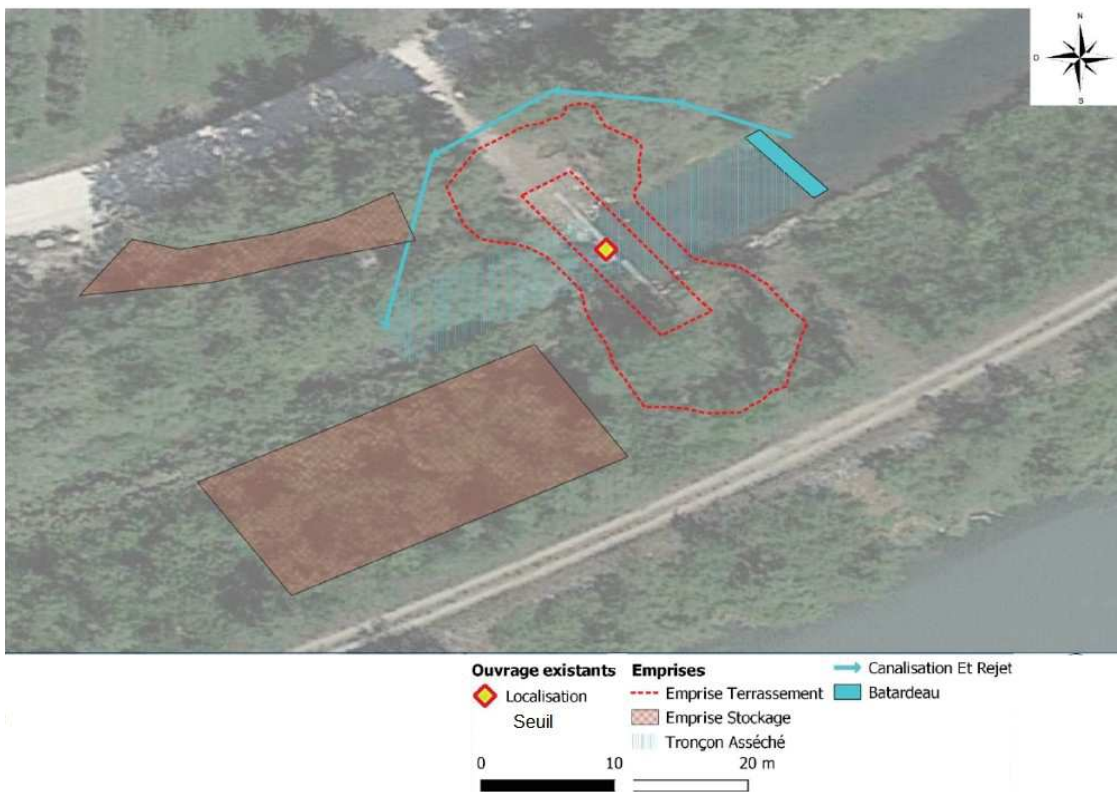 N
O
S
Ouvrage existants
Localisation
Seuil
Emprises
Emprise Terrassement
Emprise Stockage
Tronçon Asséché
Canalisation Et Rejet
Batardeau
0 10 20 m